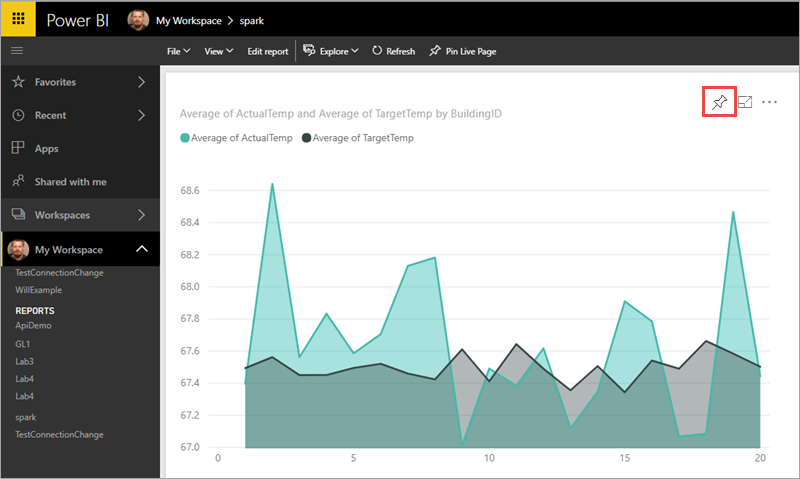 Power BI My Workspace > spark
File View Edit report Explore Refresh Pin Live Page
Favorites
Recent
Apps
Shared with me
Workspaces
My Workspace
TestConnectionChange
WillExample
REPORTS
ApiDemo
GL1
Lab3
Lab4
Lab4
spark
TestConnectionChange
Average of ActualTemp and Average of TargetTemp by BuildingID
Average of ActualTemp Average of TargetTemp
68.6
68.4
68.2
68.0
67.8
67.6
67.4
67.2
67.0
0 5 10 15 20